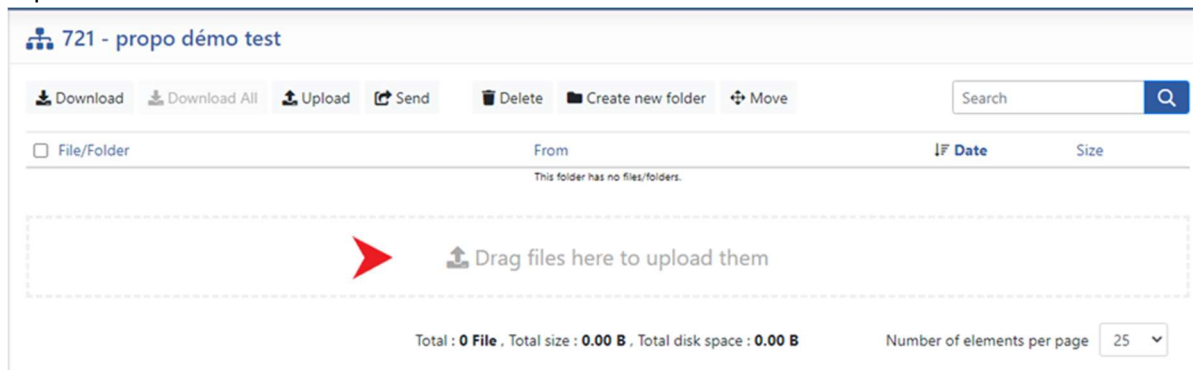 721 - propo démo test
Download Download All Upload Send Delete Create new folder Move Search
File/Folder From Date Size
This folder has no files/folders.
Drag files here to upload them
Total : 0 File , Total size : 0.00 B , Total disk space : 0.00 B Number of elements per page 25